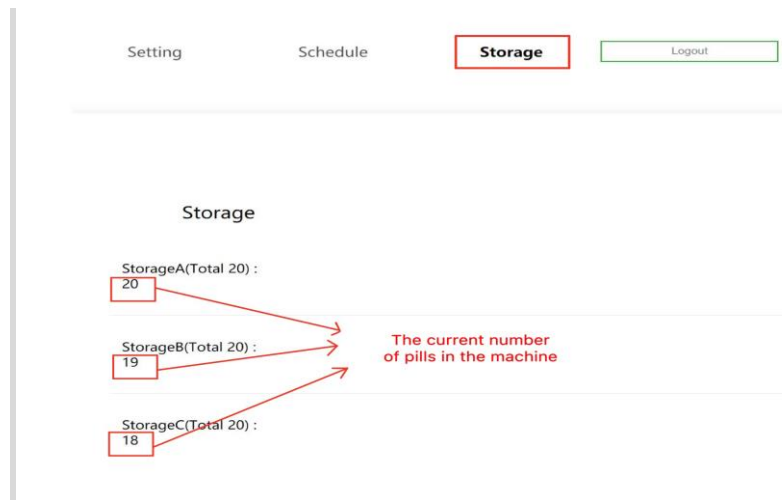 Setting Schedule Storage Logout
Storage
StorageA(Total 20) :
20
StorageB(Total 20) :
19
The current number
of pills in the machine
StorageC(Total 20) :
18